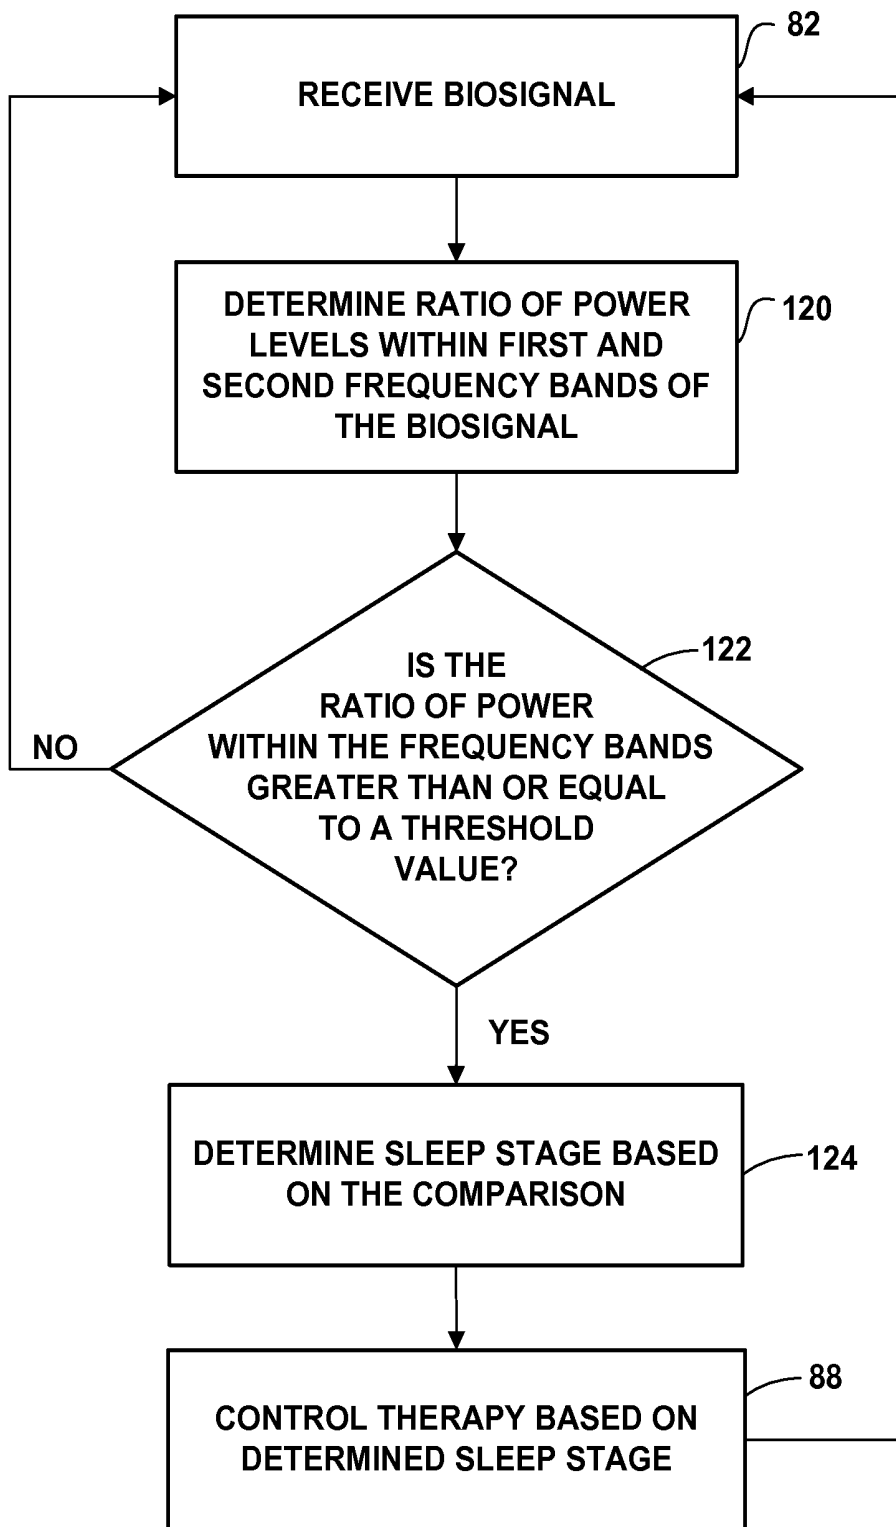 82
RECEIVE BIOSIGNAL
DETERMINE RATIO OF POWER
LEVELS WITHIN FIRST AND
SECOND FREQUENCY BANDS OF
THE BIOSIGNAL
120
122
IS THE
RATIO OF POWER
WITHIN THE FREQUENCY BANDS
GREATER THAN OR EQUAL
TO A THRESHOLD
VALUE?
NO
YES
DETERMINE SLEEP STAGE BASED
ON THE COMPARISON
124
88
CONTROL THERAPY BASED ON
DETERMINED SLEEP STAGE